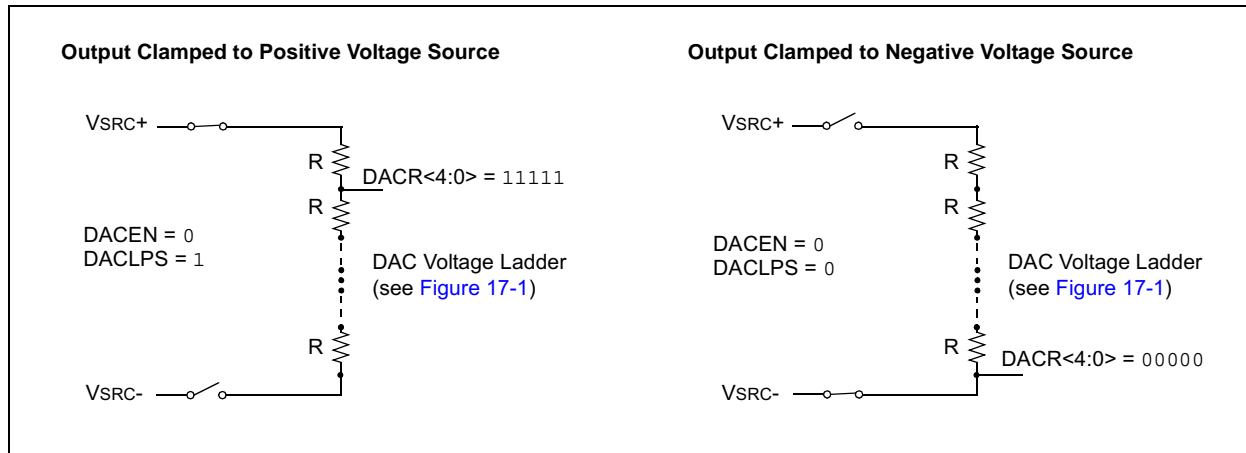 Output Clamped to Positive Voltage Source
VSRC+
R
DACR<4:0> = 11111
R
DACEN = 0
DACLPS = 1
DAC Voltage Ladder
(see Figure 17-1)
R
VSRC-
Output Clamped to Negative Voltage Source
VSRC+
R
R
DACEN = 0
DACLPS = 0
DAC Voltage Ladder
(see Figure 17-1)
R
DACR<4:0> = 00000
VSRC-